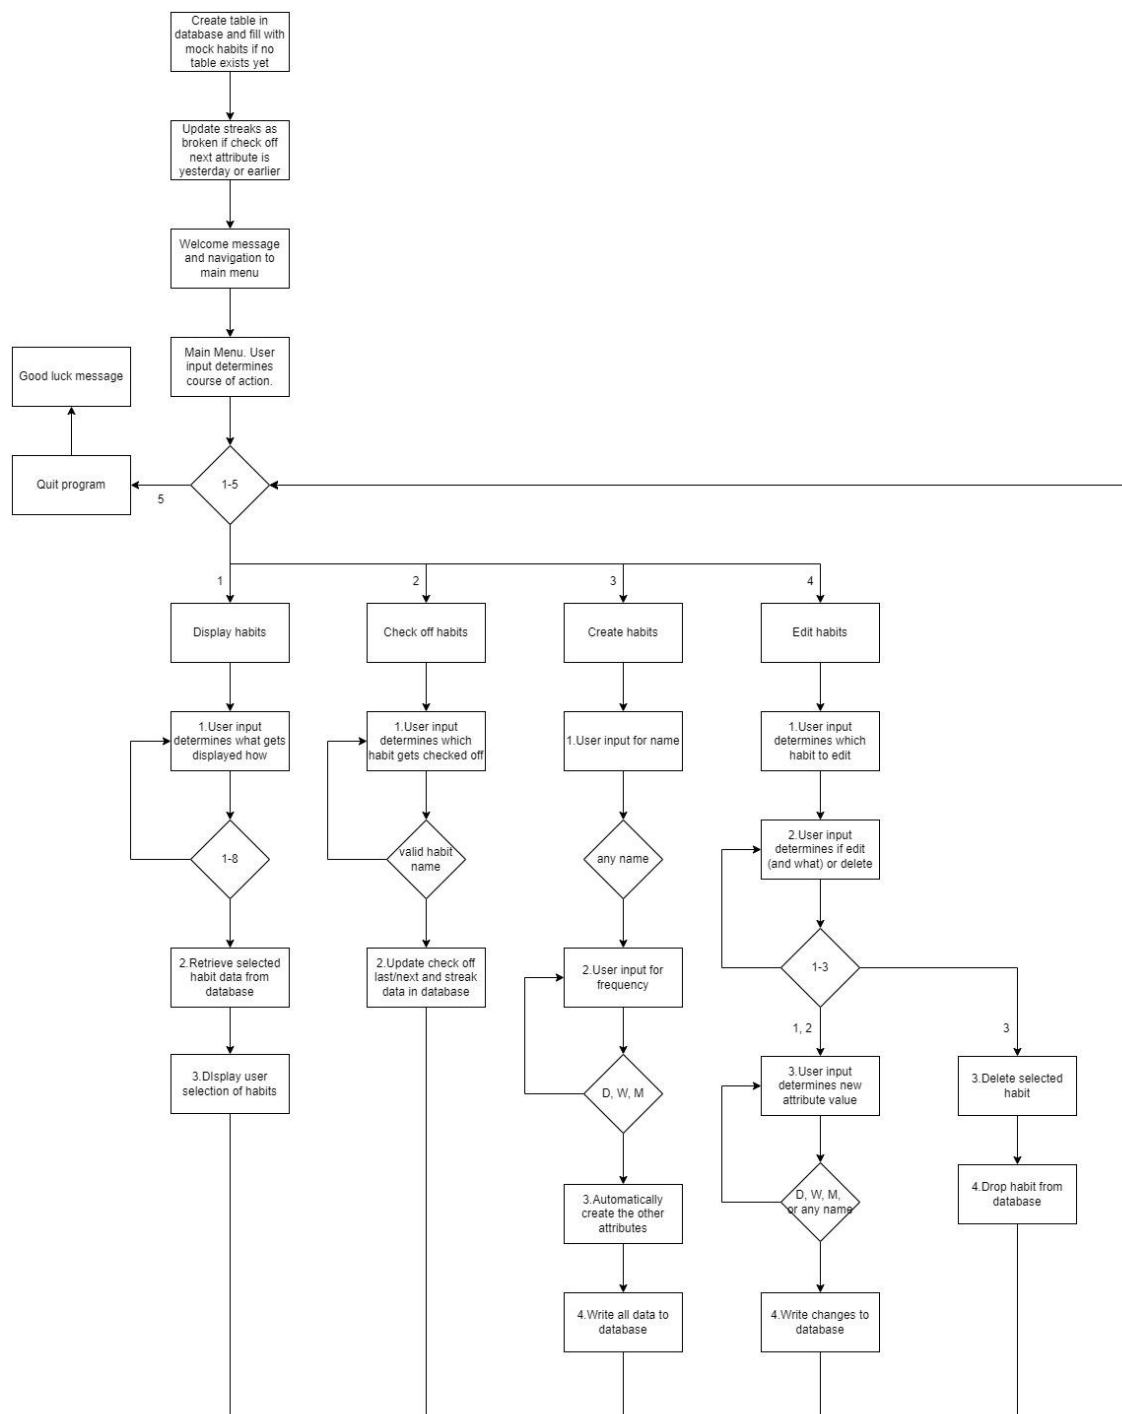 Create table in
database and fill with
mock habits if no
table exists yet
Update streaks as
broken if check off
next attribute is
yesterday or earlier
Welcome message
and navigation to
main menu
Main Menu. User
input determines
course of action.
Good luck message
Quit program
5
1-5
1
2
3
4
Display habits
Check off habits
Create habits
Edit habits
1.User input
determines what gets
displayed how
1.User input
determines which
habit gets checked off
1.User input for name
1.User input
determines which
habit to edit
1-8
valid habit
name
any name
2.User input
determines if edit
(and what) or delete
2.Retrieve selected
habit data from
database
2.Update check off
last/next and streak
data in database
2.User input for
frequency
1-3
1, 2
3
3.DIsplay user
selection of habits
D, W, M
3.User input
determines new
attribute value
3.Delete selected
habit
3.Automatically
create the other
attributes
D, W, M,
or any name
4.Drop habit from
database
4.Write all data to
database
4.Write changes to
database